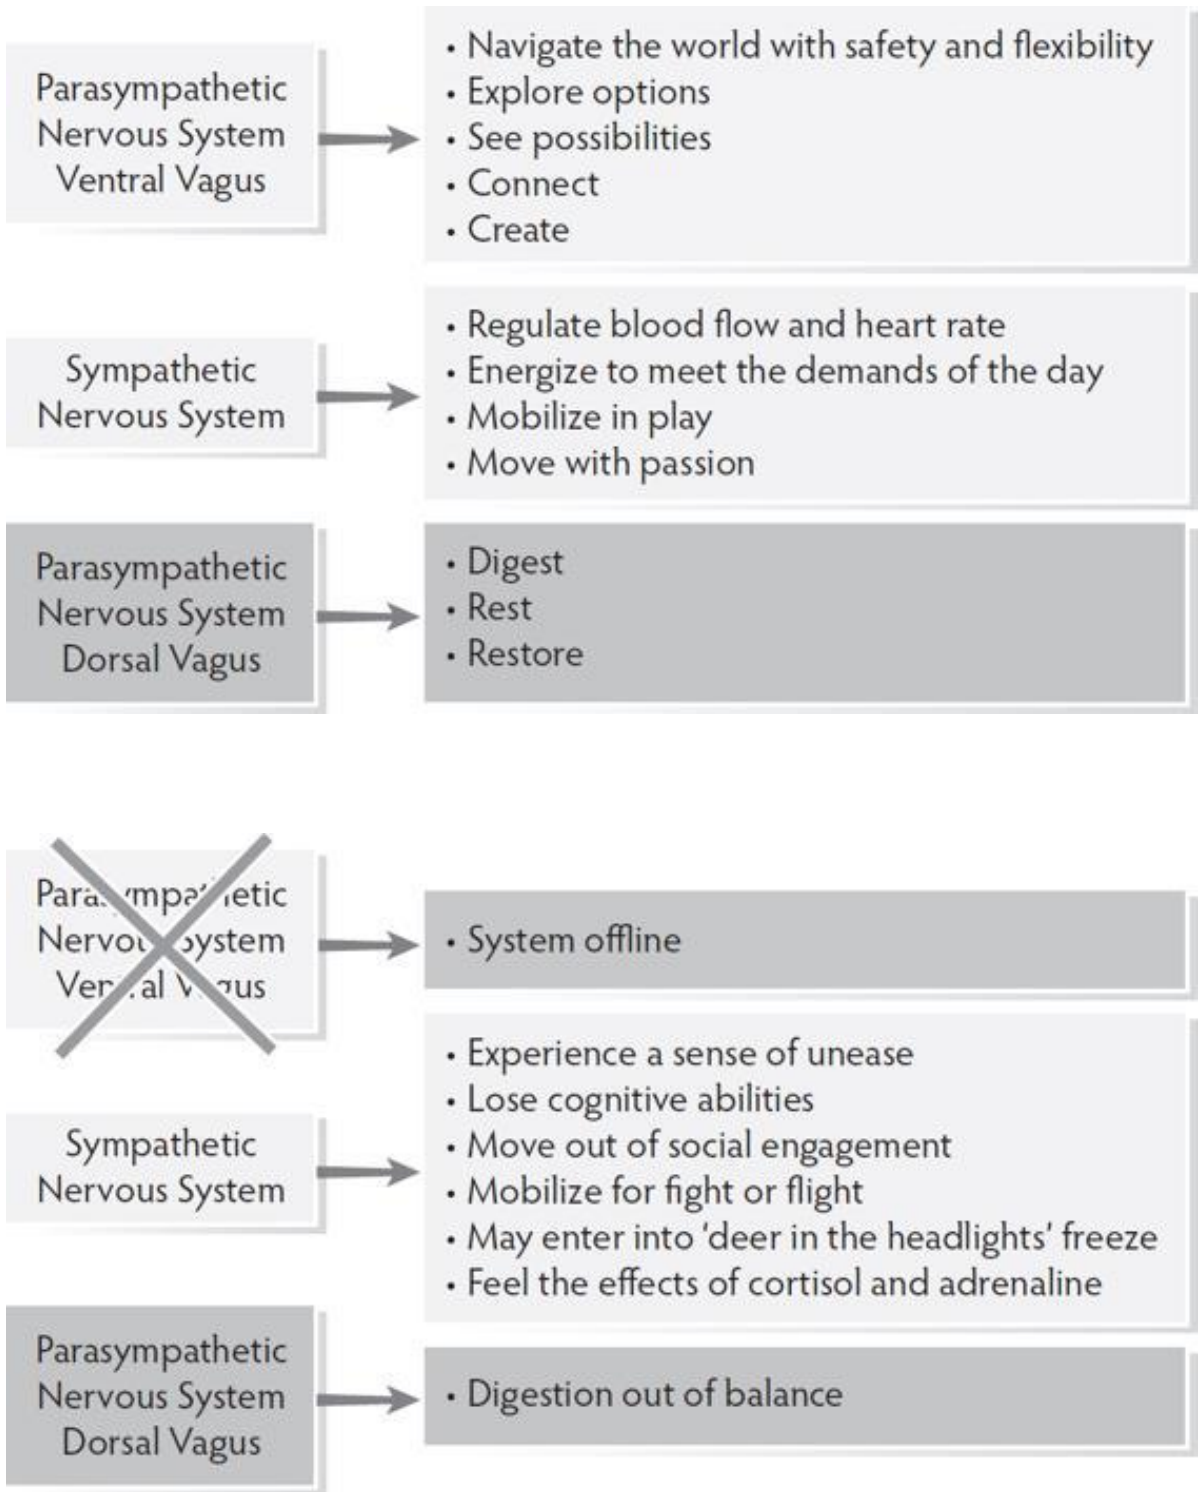 Parasympathetic
Nervous System
Ventral Vagus
• Navigate the world with safety and flexibility
• Explore options
• See possibilities
• Connect
• Create
Sympathetic
Nervous System
• Regulate blood flow and heart rate
• Energize to meet the demands of the day
• Mobilize in play
• Move with passion
Parasympathetic
Nervous System
Dorsal Vagus
• Digest
• Rest
• Restore
Parasympathetic
Nervous System
Ventral Vagus
• System offline
Sympathetic
Nervous System
• Experience a sense of unease
• Lose cognitive abilities
• Move out of social engagement
• Mobilize for fight or flight
• May enter into ‘deer in the headlights’ freeze
• Feel the effects of cortisol and adrenaline
Parasympathetic
Nervous System
Dorsal Vagus
• Digestion out of balance